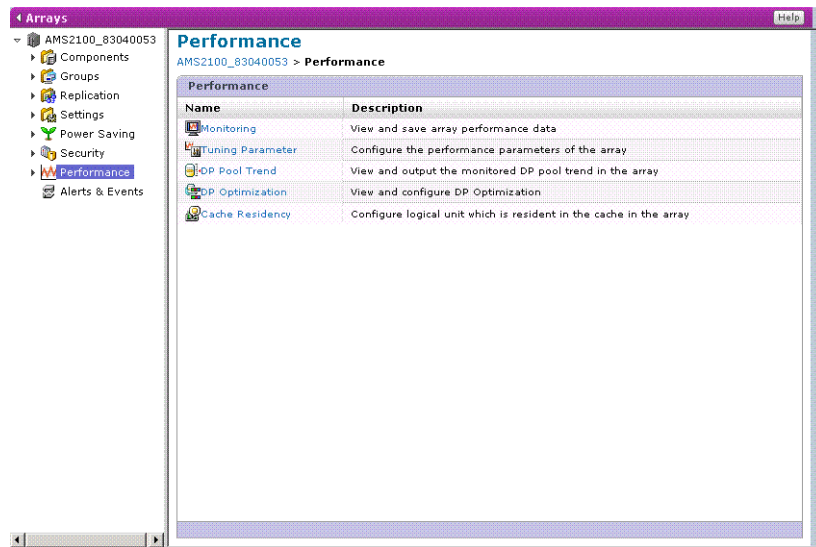 Arrays
Help
AMS2100_83040053
Components
Groups
Replication
Settings
Power Saving
Security
Performance
Alerts & Events
Performance
AMS2100_83040053 > Performance
Performance
Name Description
Monitoring View and save array performance data
Tuning Parameter Configure the performance parameters of the array
DP Pool Trend View and output the monitored DP pool trend in the array
DP Optimization View and configure DP Optimization
Cache Residency Configure logical unit which is resident in the cache in the array